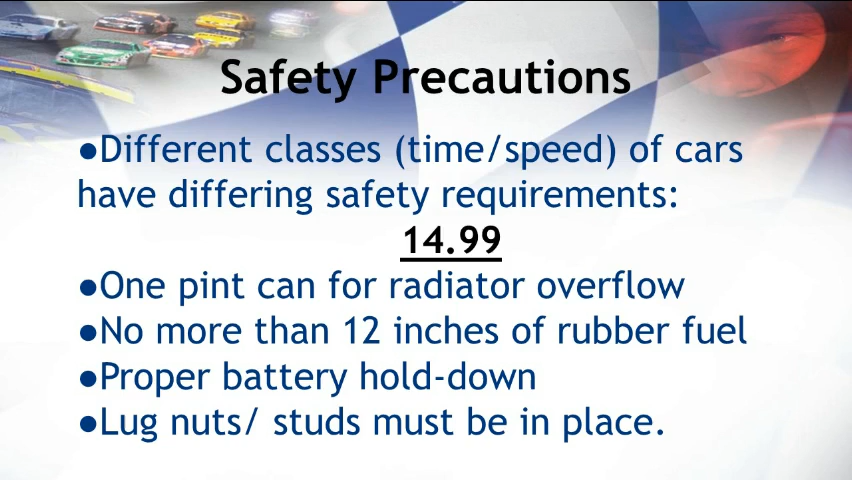 Safety Precautions
●Different classes (time/speed) of cars
have differing safety requirements:
14.99
●One pint can for radiator overflow
●No more than 12 inches of rubber fuel
●Proper battery hold-down
●Lug nuts/ studs must be in place.